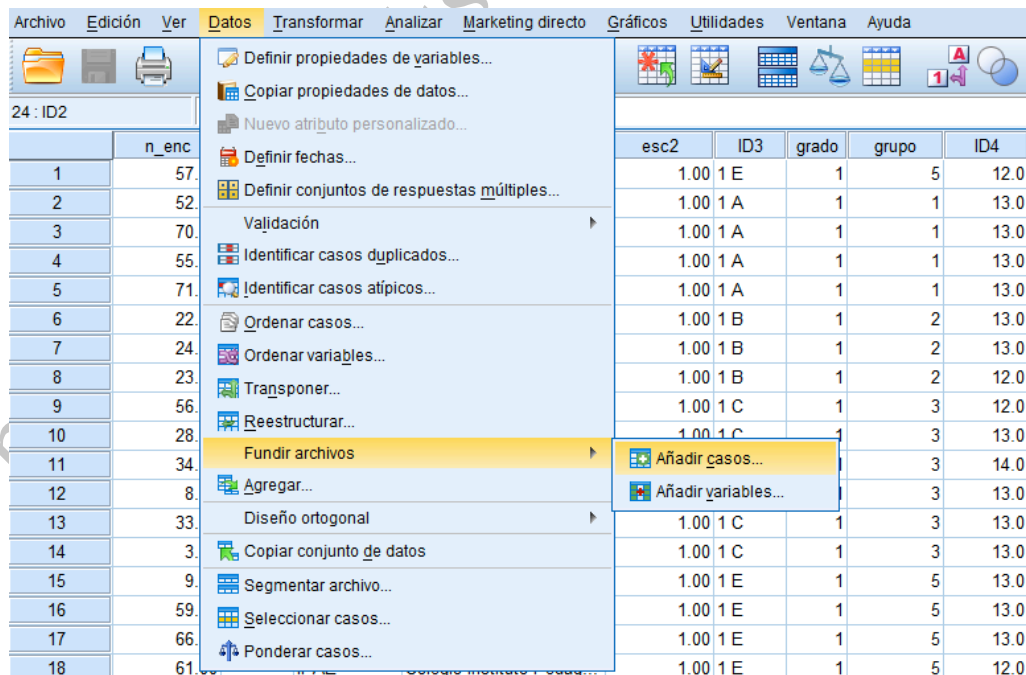 Archivo Edición Ver Datos Transformar Analizar Marketing directo Gráficos Utilidades Ventana Ayuda
24 : ID2
Definir propiedades de variables...
Copiar propiedades de datos...
Nuevo atributo personalizado...
Definir fechas...
Definir conjuntos de respuestas múltiples...
Validación
Identificar casos duplicados...
Identificar casos atípicos...
Ordenar casos...
Ordenar variables...
Transponer...
Reestructurar...
Fundir archivos
Añadir casos...
Añadir variables...
Agregar...
Diseño ortogonal
Copiar conjunto de datos
Segmentar archivo...
Seleccionar casos...
Ponderar casos...
n_enc esc2 ID3 grado grupo ID4
1 57. 1.00 1 E 1 5 12.0
2 52. 1.00 1 A 1 1 13.0
3 70. 1.00 1 A 1 1 13.0
4 55. 1.00 1 A 1 1 13.0
5 71. 1.00 1 A 1 1 13.0
6 22. 1.00 1 B 1 2 13.0
7 24. 1.00 1 B 1 2 13.0
8 23. 1.00 1 B 1 2 12.0
9 56. 1.00 1 C 1 3 12.0
10 28. 1.00 1 C 3 13.0
11 34. 3 14.0
12 8. 3 13.0
13 33. 1.00 1 C 1 3 13.0
14 3. 1.00 1 C 1 3 13.0
15 9. 1.00 1 E 1 5 13.0
16 59. 1.00 1 E 1 5 13.0
17 66. 1.00 1 E 1 5 13.0
18 61. 1.00 1 E 1 5 12.0